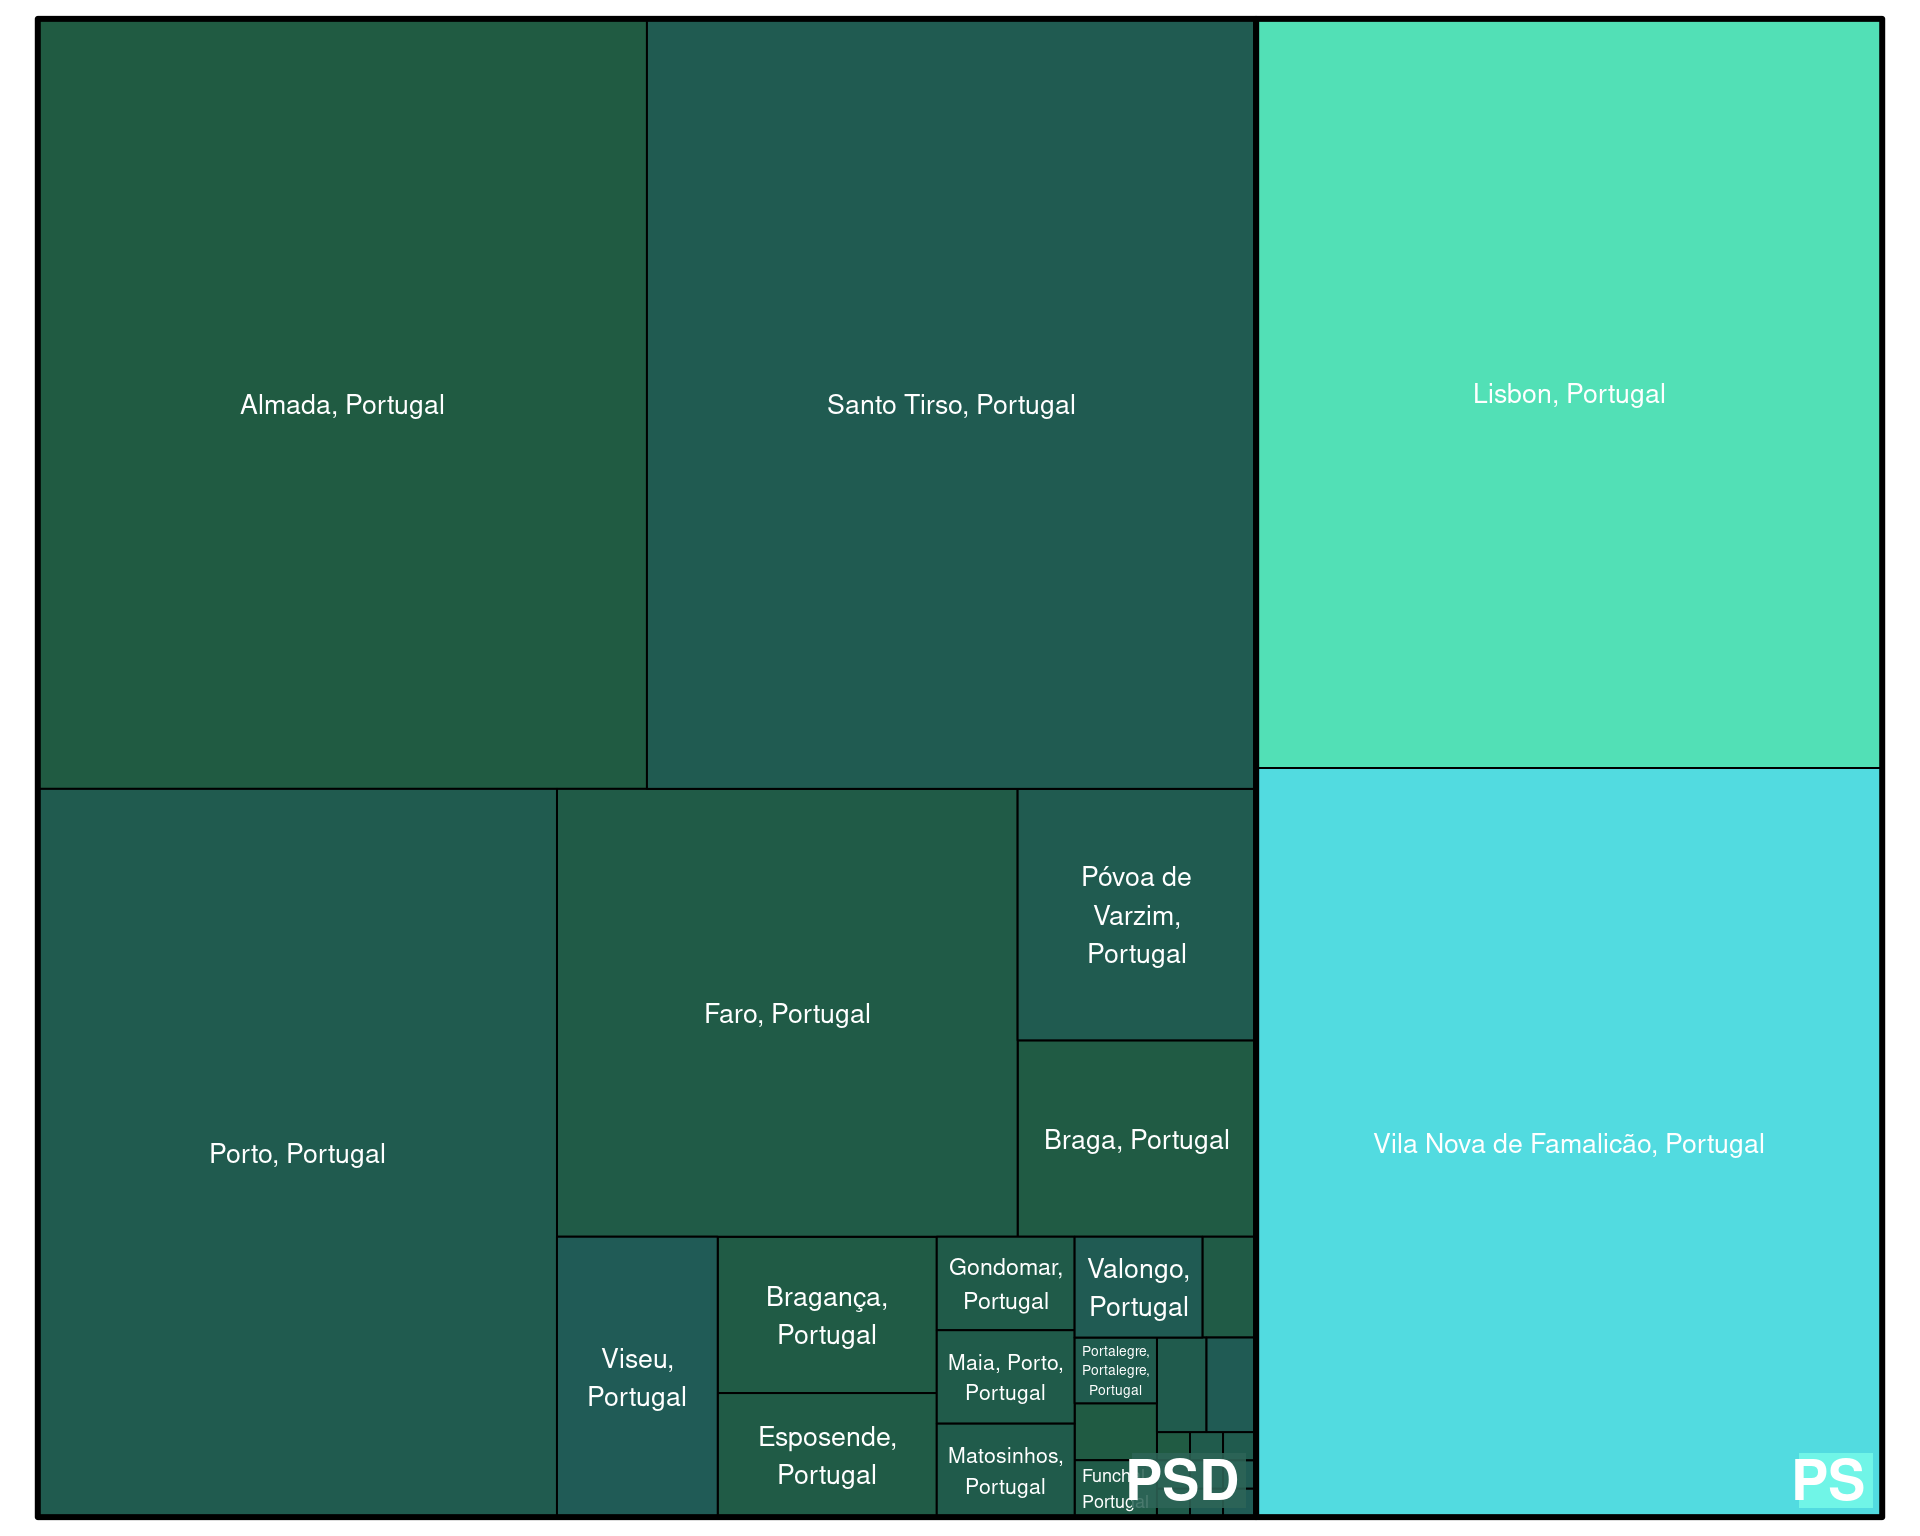 Almada, Portugal
Santo Tirso, Portugal
Lisbon, Portugal
Porto, Portugal
Faro, Portugal
Póvoa de
Varzim,
Portugal
Braga, Portugal
Vila Nova de Famalicão, Portugal
Viseu,
Portugal
Bragança,
Portugal
Esposende,
Portugal
Gondomar,
Portugal
Maia, Porto,
Portugal
Matosinhos,
Portugal
Valongo,
Portugal
Portalegre,
Portalegre,
Portugal
Portugal
PSD
PS